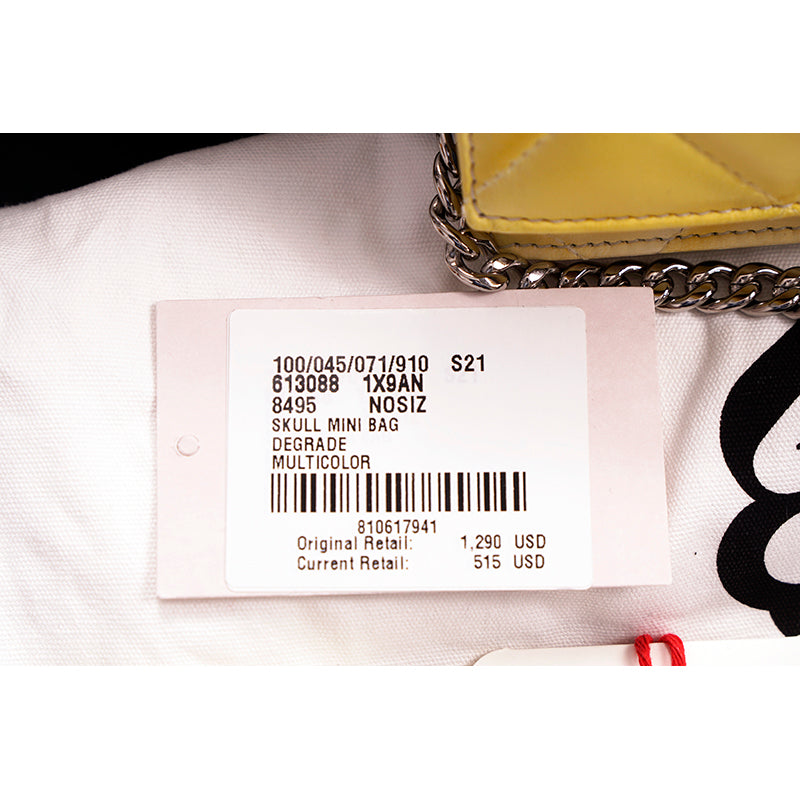 100/045/071/910 S21
613088 1X9AN
8495 NOSIZ
SKULL MINI BAG
DEGRADE
MULTICOLOR
810617941
Original Retail: 1,290 USD
Current Retail: 515 USD